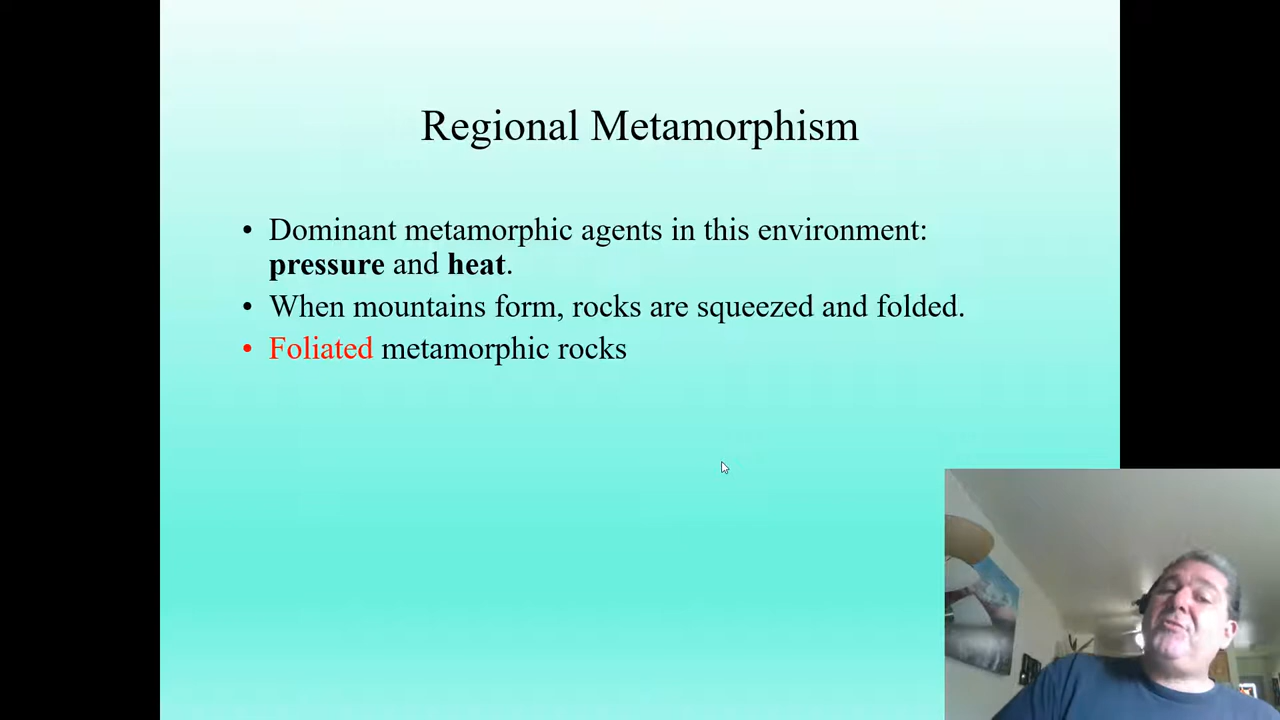 Regional Metamorphism
• Dominant metamorphic agents in this environment:
pressure and heat.
• When mountains form, rocks are squeezed and folded.
• Foliated metamorphic rocks